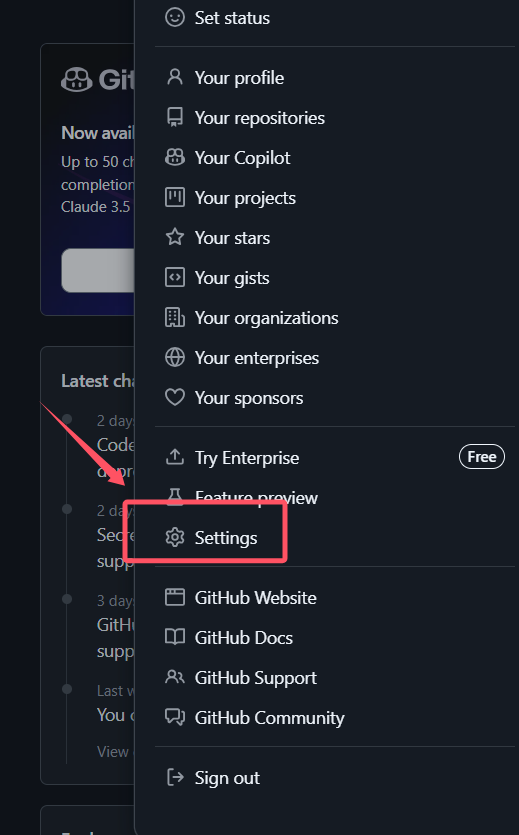 Set status
Git
Your profile
Now avail
Your repositories
Up to 50 ch
Your Copilot
completion
Claude 3.5
Your projects
Your stars
Your gists
Your organizations
Your enterprises
Latest cha
Your sponsors
2 days
Code
Try Enterprise
Free
Feature preview
2 day
Secre
Settings
supp
3 days
GitHub Website
GitHu
GitHub Docs
supp
GitHub Support
Last w
You
GitHub Community
View
Sign out